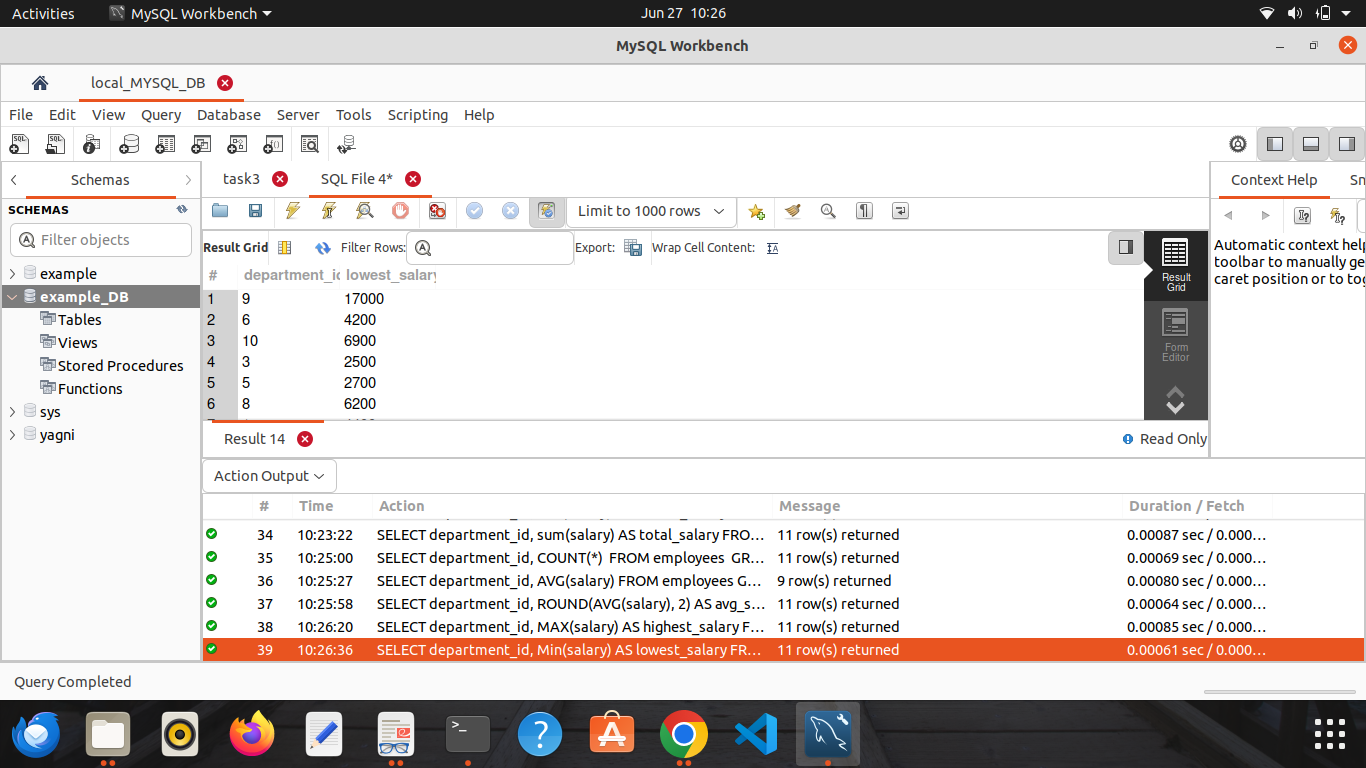 Activities MySQL Workbench Jun 27 10:26
MySQL Workbench
local_MYSQL_DB
File Edit View Query Database Server Tools Scripting Help
Schemas
SCHEMAS
Filter objects
example
example_DB
Tables
Views
Stored Procedures
Functions
sys
yagni
task3 SQL File 4*
Limit to 1000 rows
Result Grid Filter Rows: Export: Wrap Cell Content:
# department_id lowest_salary
1 9 17000
2 6 4200
3 10 6900
4 3 2500
5 5 2700
6 8 6200
Result Grid
Form Editor
Result 14 Read Only
Context Help Sn
Automatic context help
toolbar to manually ge
caret position or to tog
Action Output
# Time Action Message Duration / Fetch
34 10:23:22 SELECT department_id, sum(salary) AS total_salary FRO... 11 row(s) returned 0.00087 sec / 0.000...
35 10:25:00 SELECT department_id, COUNT(*) FROM employees GR... 11 row(s) returned 0.00069 sec / 0.000...
36 10:25:27 SELECT department_id, AVG(salary) FROM employees G... 9 row(s) returned 0.00080 sec / 0.000...
37 10:25:58 SELECT department_id, ROUND(AVG(salary), 2) AS avg_s... 11 row(s) returned 0.00064 sec / 0.000...
38 10:26:20 SELECT department_id, MAX(salary) AS highest_salary F... 11 row(s) returned 0.00085 sec / 0.000...
39 10:26:36 SELECT department_id, Min(salary) AS lowest_salary FR... 11 row(s) returned 0.00061 sec / 0.000...
Query Completed